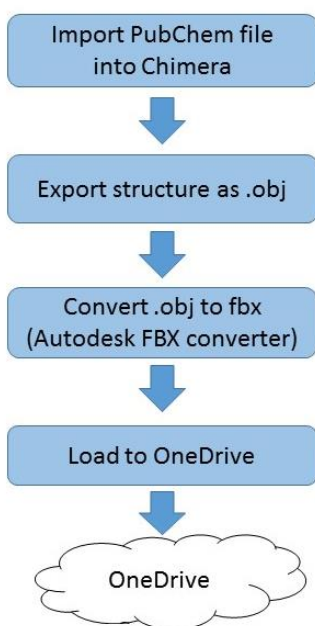 Import PubChem file
into Chimera
Export structure as .obj
Convert .obj to fbx
(Autodesk FBX converter)
Load to OneDrive
OneDrive